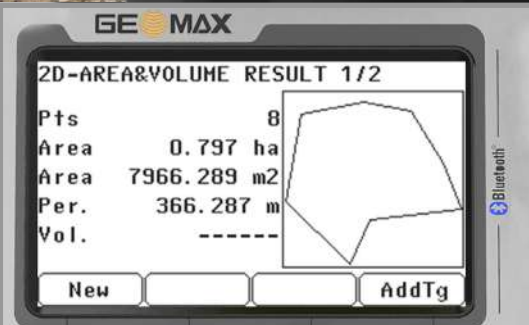 GEOMAX
2D-AREA&VOLUME RESULT 1/2
Pts 8
Area 0.797 ha
Area 7966.289 m2
Per. 366.287 m
Vol. ------
New AddTg
Bluetooth